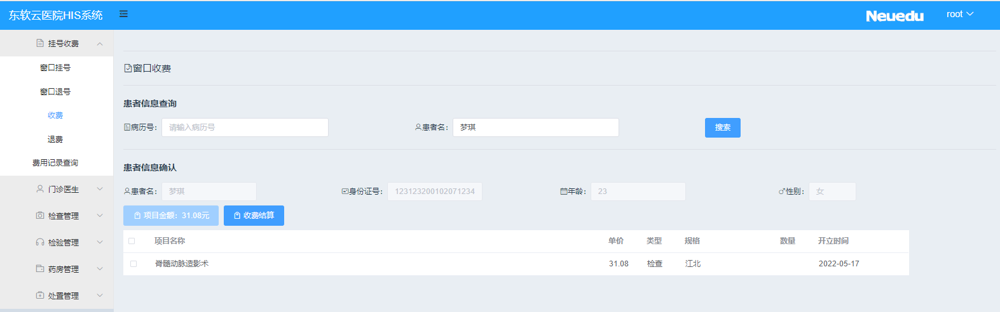 东软云医院HIS系统
Neuedu
root
挂号收费
窗口挂号
窗口退号
收费
退费
费用记录查询
门诊医生
检查管理
检验管理
药房管理
处置管理
窗口收费
患者信息查询
病历号： 请输入病历号 患者名： 梦琪 搜索
患者信息确认
患者名： 梦琪 身份证号： 123123200102071234 年龄： 23 性别： 女
项目金额：31.08元 收费结算
项目名称 单价 类型 规格 数量 开立时间
脊髓动脉造影术 31.08 检查 江北 2022-05-17